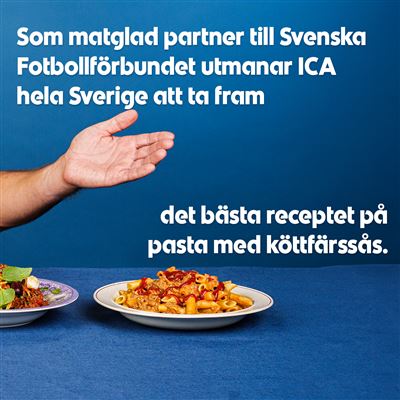 Som matglad partner till Svenska
Fotbollförbundet utmanar ICA
hela Sverige att ta fram
det bästa receptet på
pasta med köttfärssås.